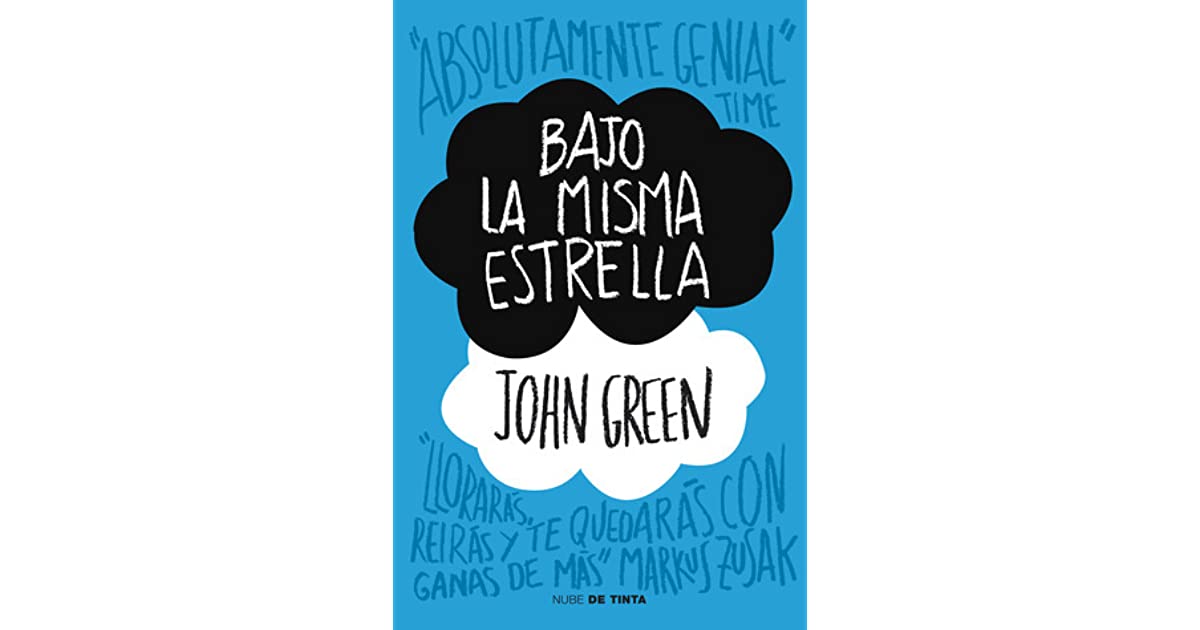 "ABSOLUTAMENTE GENIAL"
TIME
BAJO
LA MISMA
ESTRELLA
JOHN GREEN
"LLORARÁS,
REIRÁS Y TE QUEDARÁS CON
GANAS DE MÁS" MARKUS ZUSAK
NUBE DE TINTA